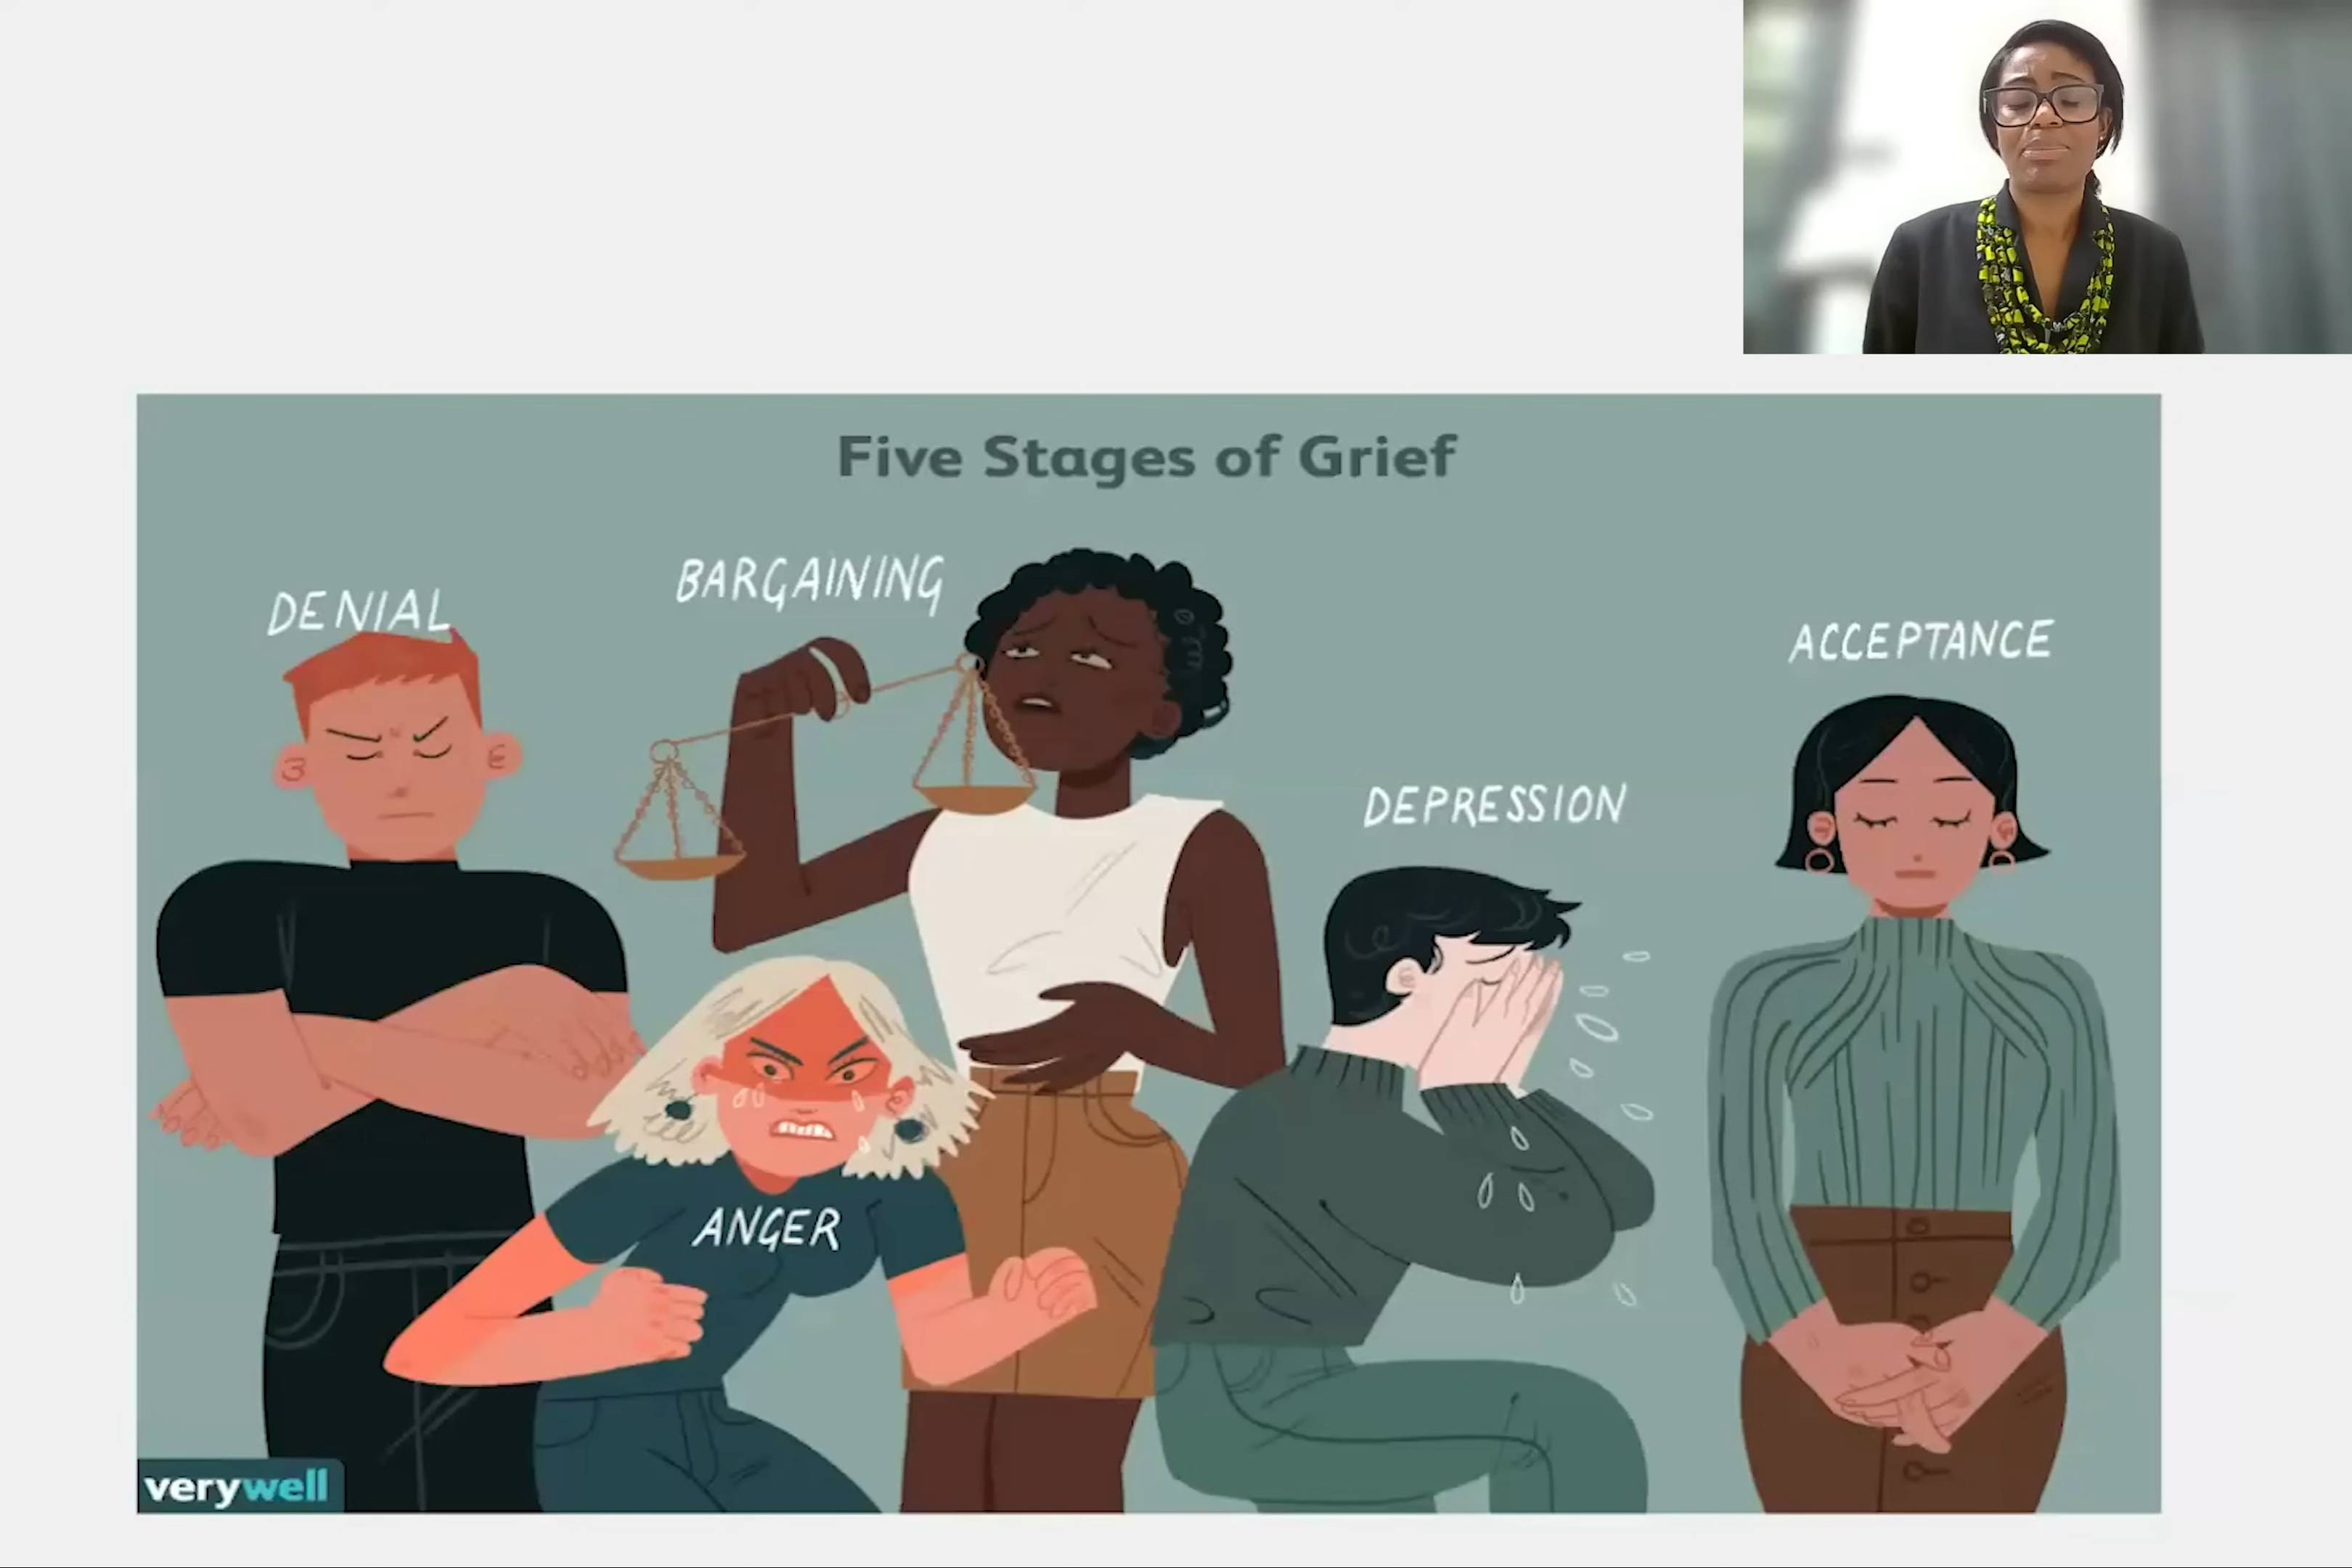 Five Stages of Grief
DENIAL
BARGAINING
ACCEPTANCE
DEPRESSION
ANGER
verywell